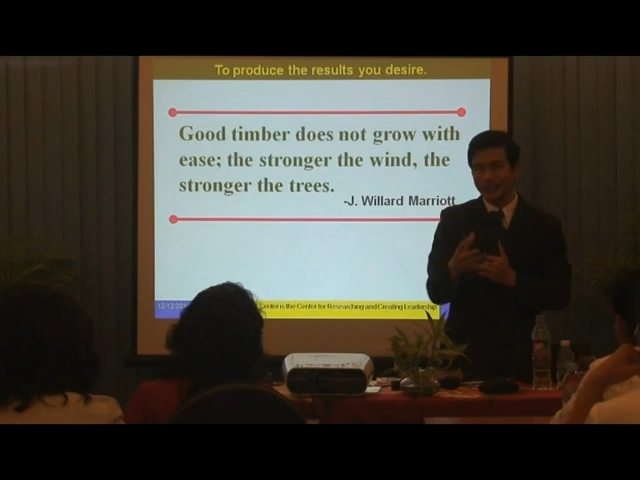 To produce the results you desire.
Good timber does not grow with
ease; the stronger the wind, the
stronger the trees.
-J. Willard Marriott
Center is the Center for Researching and Creating Leadership